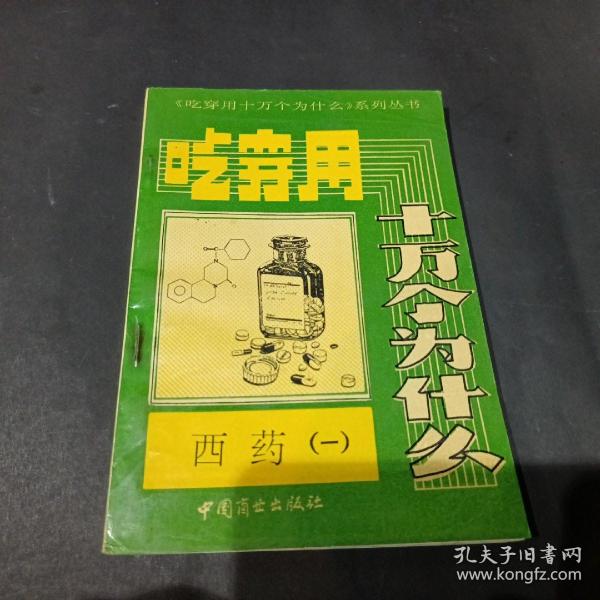 《吃穿用十万个为什么》系列丛书
吃穿用
十万个为什么
西药(一)
中国商业出版社
孔夫子旧书网
www.kongfz.com